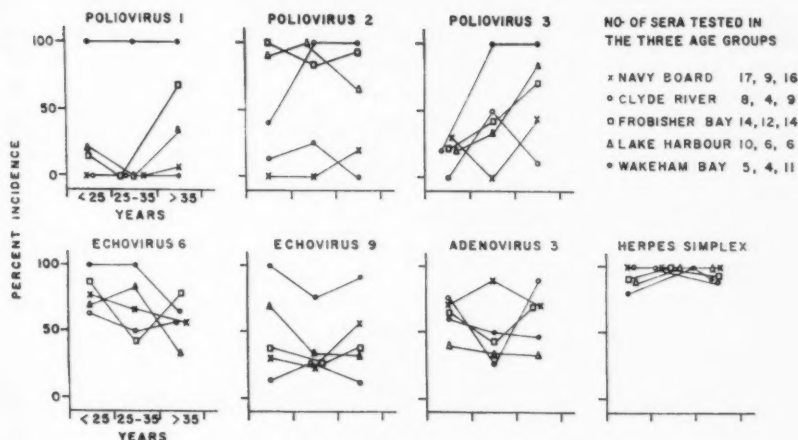 POLIOVIRUS 1
POLIOVIRUS 2
POLIOVIRUS 3
NO. OF SERA TESTED IN
THE THREE AGE GROUPS
× NAVY BOARD 17, 9, 16
○ CLYDE RIVER 8, 4, 9
□ FROBISHER BAY 14, 12, 14
△ LAKE HARBOUR 10, 6, 6
● WAKEHAM BAY 5, 4, 11
PERCENT INCIDENCE
100
50
0
<25 25-35 >35
YEARS
ECHOVIRUS 6
ECHOVIRUS 9
ADENOVIRUS 3
HERPES SIMPLEX
100
50
0
<25 25-35 >35
YEARS